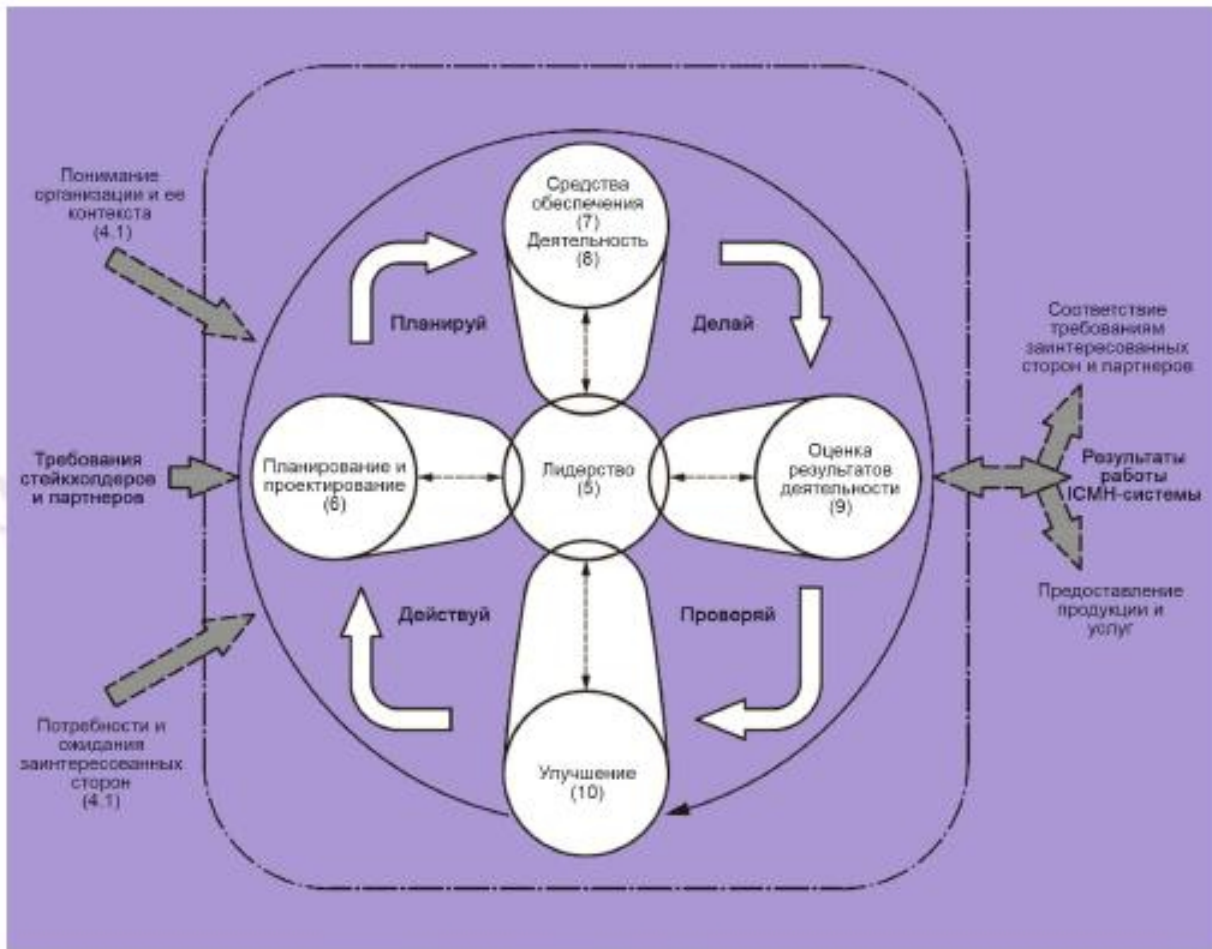 Понимание
организации и ее
контекста
(4.1)
Средства
обеспечения
(7)
Деятельность
(8)
Планируй
Делай
Соответствие
требованиям
заинтересованных
сторон и партнеров
Требования
стейкхолдеров
и партнеров
Планирование и
проектирование
(6)
Лидерство
(5)
Оценка
результатов
деятельности
(9)
Результаты
работы
ICMH-системы
Действуй
Проверяй
Предоставление
продукции и
услуг
Потребности и
ожидания
заинтерессеанных
сторон
(4.1)
Улучшение
(10)